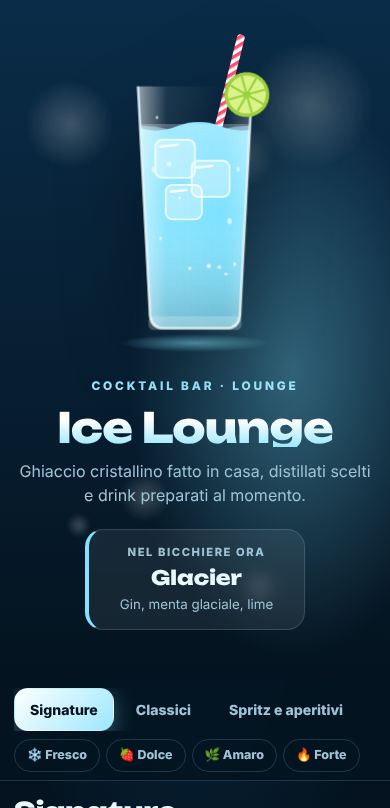 COCKTAIL BAR · LOUNGE
Ice Lounge
Ghiaccio cristallino fatto in casa, distillati scelti
e drink preparati al momento.
NEL BICCHIERE ORA
Glacier
Gin, menta glaciale, lime
Signature Classici Spritz e aperitivi
❄️ Fresco 🍓 Dolce 🌿 Amaro 🔥 Forte
Signature